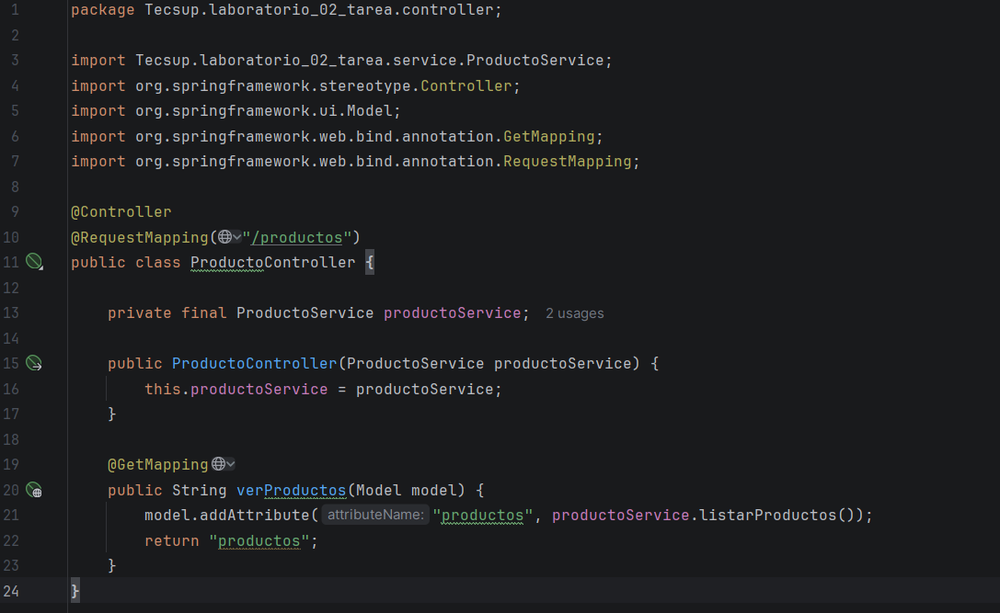 1 package Tecsup.laboratorio_02_tarea.controller;
2
3 import Tecsup.laboratorio_02_tarea.service.ProductoService;
4 import org.springframework.stereotype.Controller;
5 import org.springframework.ui.Model;
6 import org.springframework.web.bind.annotation.GetMapping;
7 import org.springframework.web.bind.annotation.RequestMapping;
8
9 @Controller
10 @RequestMapping("/productos")
11 public class ProductoController {
12
13     private final ProductoService productoService; 2 usages
14
15     public ProductoController(ProductoService productoService) {
16         this.productoService = productoService;
17     }
18
19     @GetMapping
20     public String verProductos(Model model) {
21         model.addAttribute( attributeName: "productos", productoService.listarProductos());
22         return "productos";
23     }
24 }